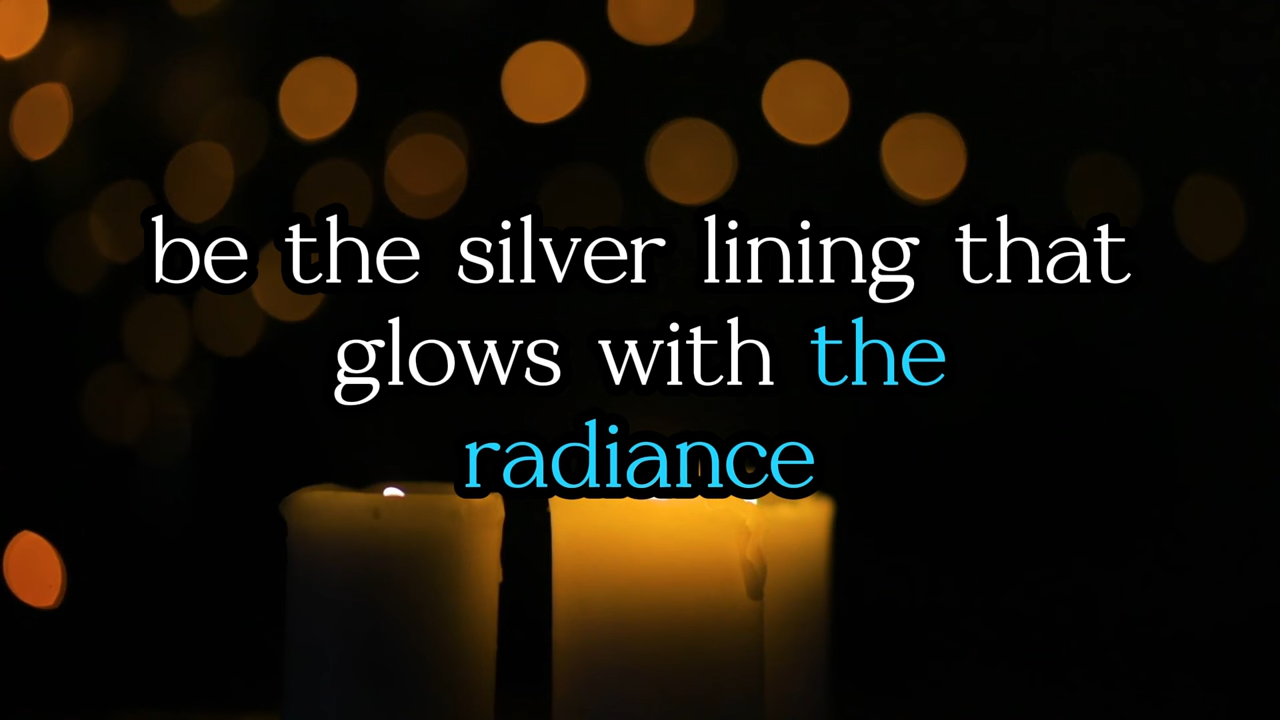 be the silver lining that
glows with the
radiance